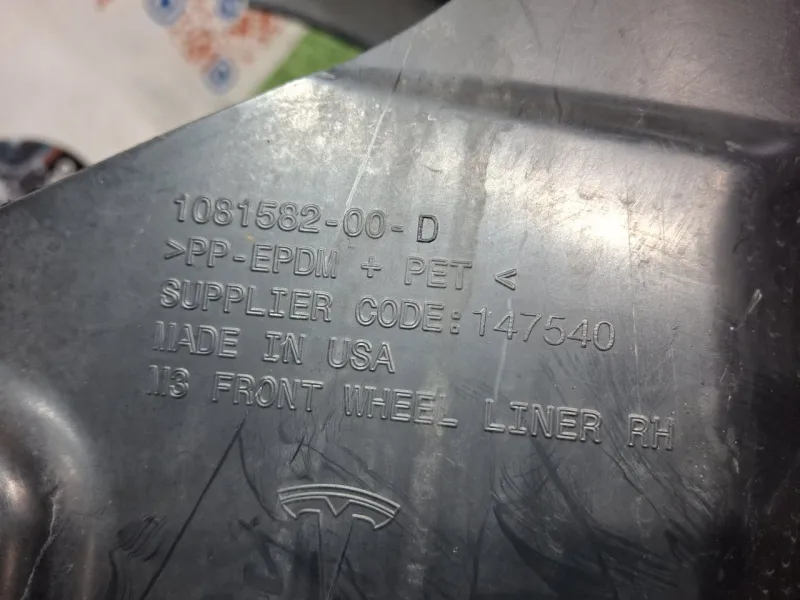 1081582-00-D
>PP-EPDM + PET <
SUPPLIER CODE: 147540
MADE IN USA
M3 FRONT WHEEL LINER RH